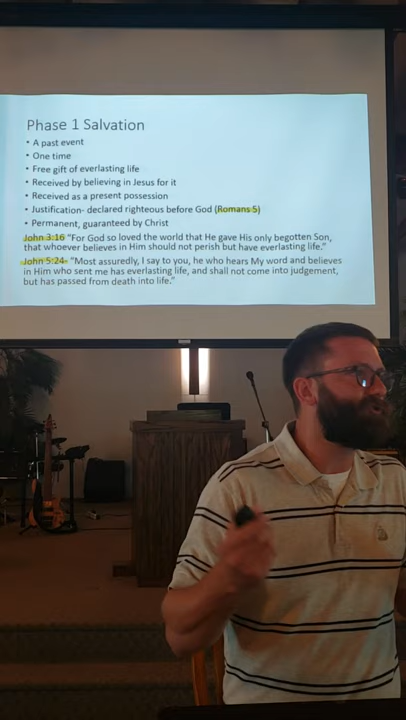 Phase 1 Salvation
• A past event
• One time
• Free gift of everlasting life
• Received by believing in Jesus for it
• Received as a present possession
• Justification- declared righteous before God (Romans 5)
• Permanent, guaranteed by Christ
John 3:16 “For God so loved the world that He gave His only begotten Son,
that whoever believes in Him should not perish but have everlasting life.”
John 5:24- “Most assuredly, I say to you, he who hears My word and believes
in Him who sent me has everlasting life, and shall not come into judgement,
but has passed from death into life.”